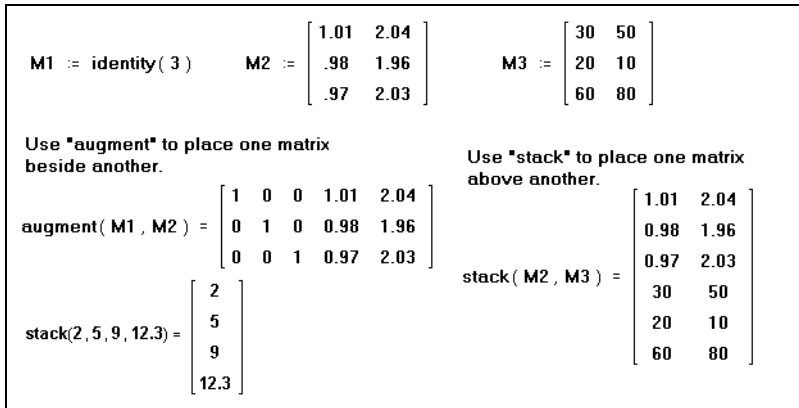 M1 := identity( 3 )
M2 := [ 1.01 2.04
.98 1.96
.97 2.03 ]
M3 := [ 30 50
20 10
60 80 ]
Use "augment" to place one matrix
beside another.
augment( M1 , M2 ) = [ 1 0 0 1.01 2.04
0 1 0 0.98 1.96
0 0 1 0.97 2.03 ]
stack(2 , 5 , 9 , 12.3) = [ 2
5
9
12.3 ]
Use "stack" to place one matrix
above another.
stack( M2 , M3 ) = [ 1.01 2.04
0.98 1.96
0.97 2.03
30 50
20 10
60 80 ]